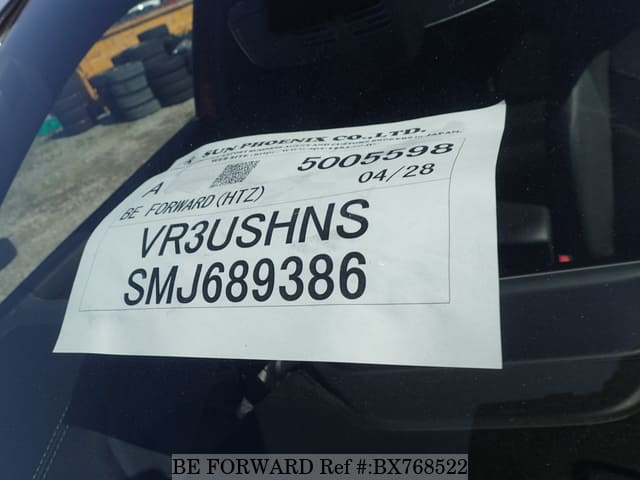 SUN PHOENIX CO.,LTD.
A
5005598
04/28
BE FORWARD(HTZ)
VR3USHNS
SMJ689386
BE FORWARD Ref #:BX768522